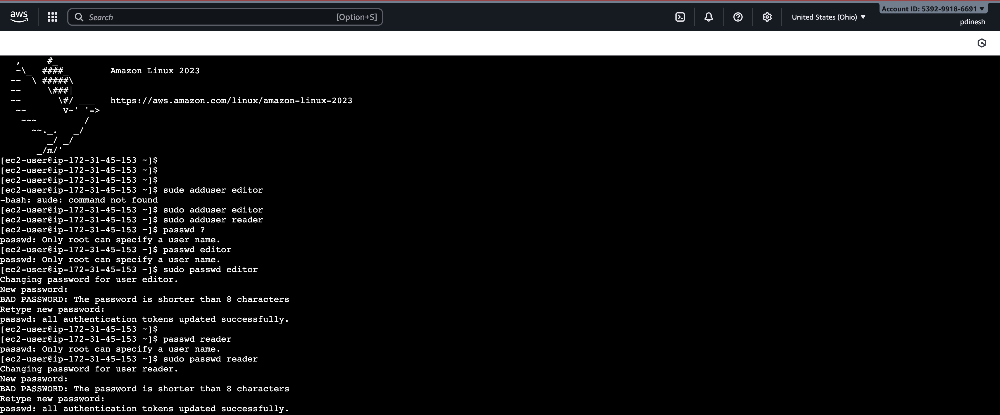 Account ID: 5392-9918-6691
aws
Search
[Option+S]
United States (Ohio)
pdinesh
   ,     #_
   ~\_  ####_        Amazon Linux 2023
  ~~  \_#####\
  ~~     \###|
  ~~       \#/ ___   https://aws.amazon.com/linux/amazon-linux-2023
   ~~       V~' '->
    ~~~         /
      ~~._.   _/
         _/ _/
       _/m/'
[ec2-user@ip-172-31-45-153 ~]$
[ec2-user@ip-172-31-45-153 ~]$
[ec2-user@ip-172-31-45-153 ~]$
[ec2-user@ip-172-31-45-153 ~]$ sude adduser editor
-bash: sude: command not found
[ec2-user@ip-172-31-45-153 ~]$ sudo adduser editor
[ec2-user@ip-172-31-45-153 ~]$ sudo adduser reader
[ec2-user@ip-172-31-45-153 ~]$ passwd ?
passwd: Only root can specify a user name.
[ec2-user@ip-172-31-45-153 ~]$ passwd editor
passwd: Only root can specify a user name.
[ec2-user@ip-172-31-45-153 ~]$ sudo passwd editor
Changing password for user editor.
New password:
BAD PASSWORD: The password is shorter than 8 characters
Retype new password:
passwd: all authentication tokens updated successfully.
[ec2-user@ip-172-31-45-153 ~]$
[ec2-user@ip-172-31-45-153 ~]$ passwd reader
passwd: Only root can specify a user name.
[ec2-user@ip-172-31-45-153 ~]$ sudo passwd reader
Changing password for user reader.
New password:
BAD PASSWORD: The password is shorter than 8 characters
Retype new password:
passwd: all authentication tokens updated successfully.